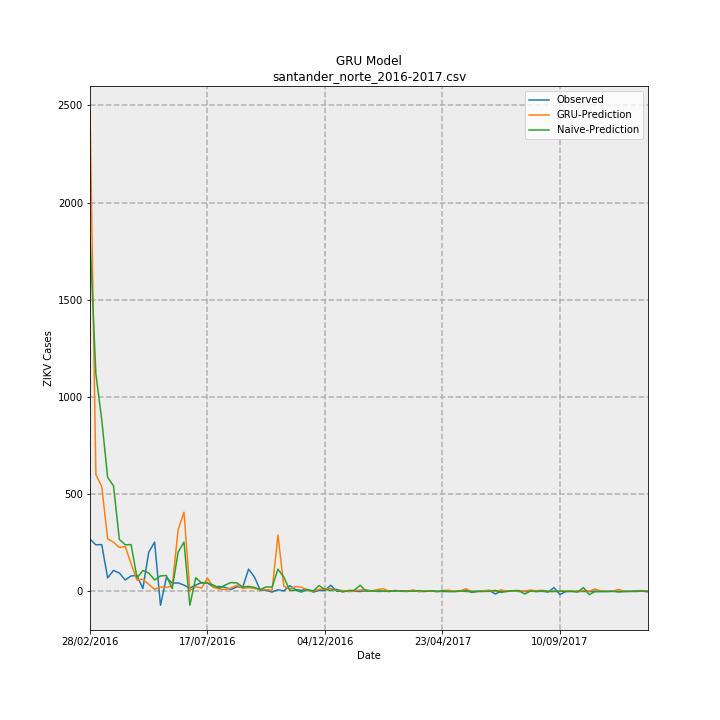 GRU Model
santander_norte_2016-2017.csv
Observed
GRU-Prediction
Naive-Prediction
ZIKV Cases
2500
2000
1500
1000
500
0
28/02/2016
17/07/2016
04/12/2016
23/04/2017
10/09/2017
Date